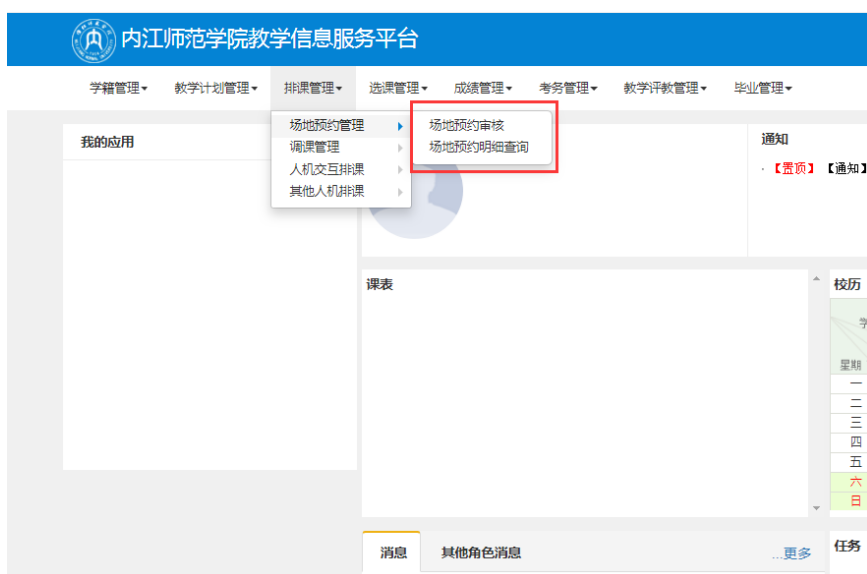 内江师范学院教学信息服务平台
学籍管理 教学计划管理 排课管理 选课管理 成绩管理 考务管理 教学评教管理 毕业管理
场地预约管理 场地预约审核
调课管理 场地预约明细查询
人机交互排课
其他人机排课
我的应用
通知
· 【置顶】 【通知】
课表
校历
星期
一
二
三
四
五
六
日
消息 其他角色消息 ...更多
任务